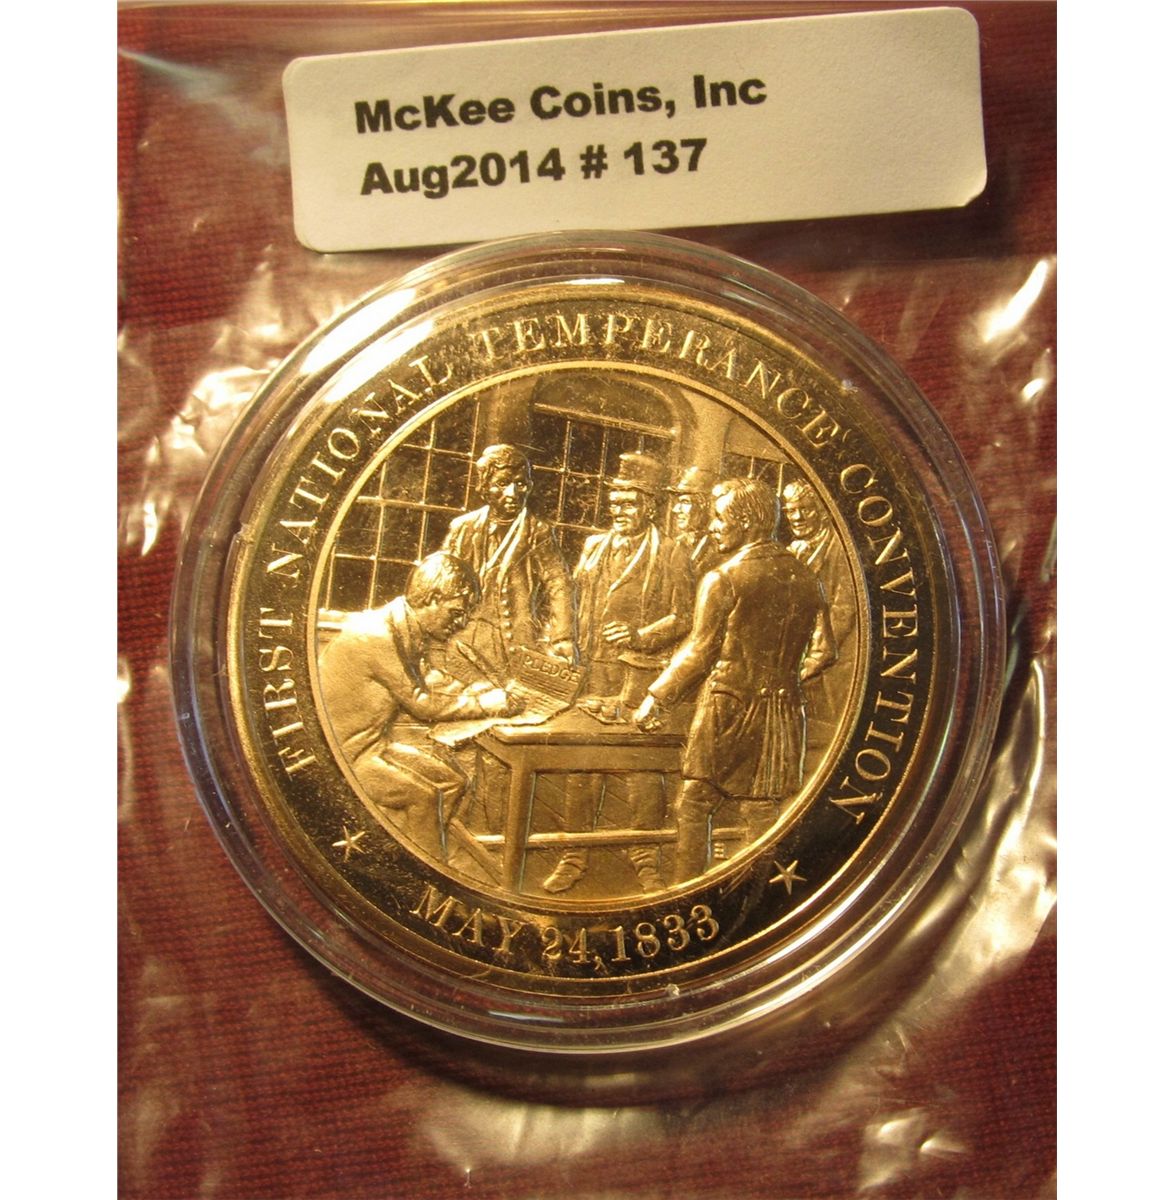 McKee Coins, Inc
Aug2014 # 137
FIRST NATIONAL TEMPERANCE CONVENTION
PLEDGE
E
MAY 24, 1833